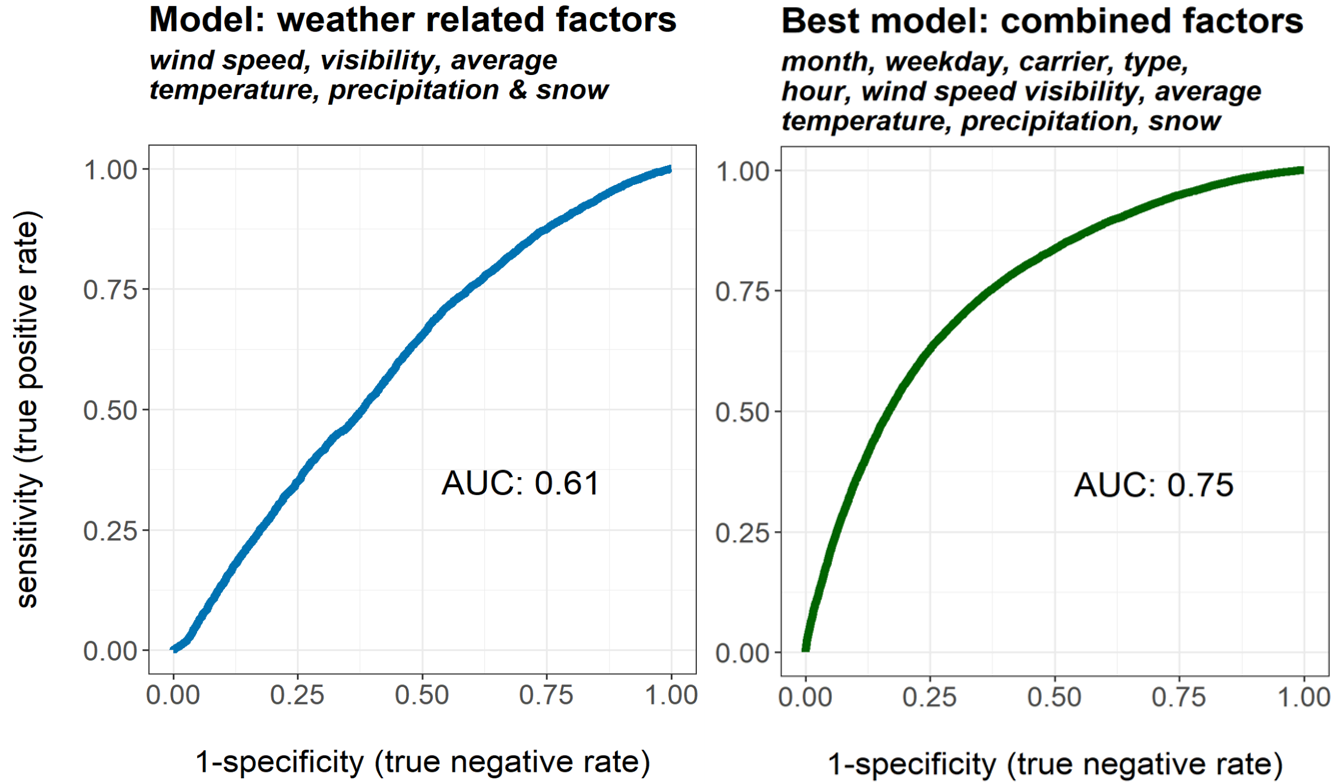 Model: weather related factors
wind speed, visibility, average
temperature, precipitation & snow
sensitivity (true positive rate)
1.00
0.75
0.50
0.25
0.00
AUC: 0.61
0.00 0.25 0.50 0.75 1.00
1-specificity (true negative rate)
Best model: combined factors
month, weekday, carrier, type,
hour, wind speed visibility, average
temperature, precipitation, snow
1.00
0.75
0.50
0.25
0.00
AUC: 0.75
0.00 0.25 0.50 0.75 1.00
1-specificity (true negative rate)